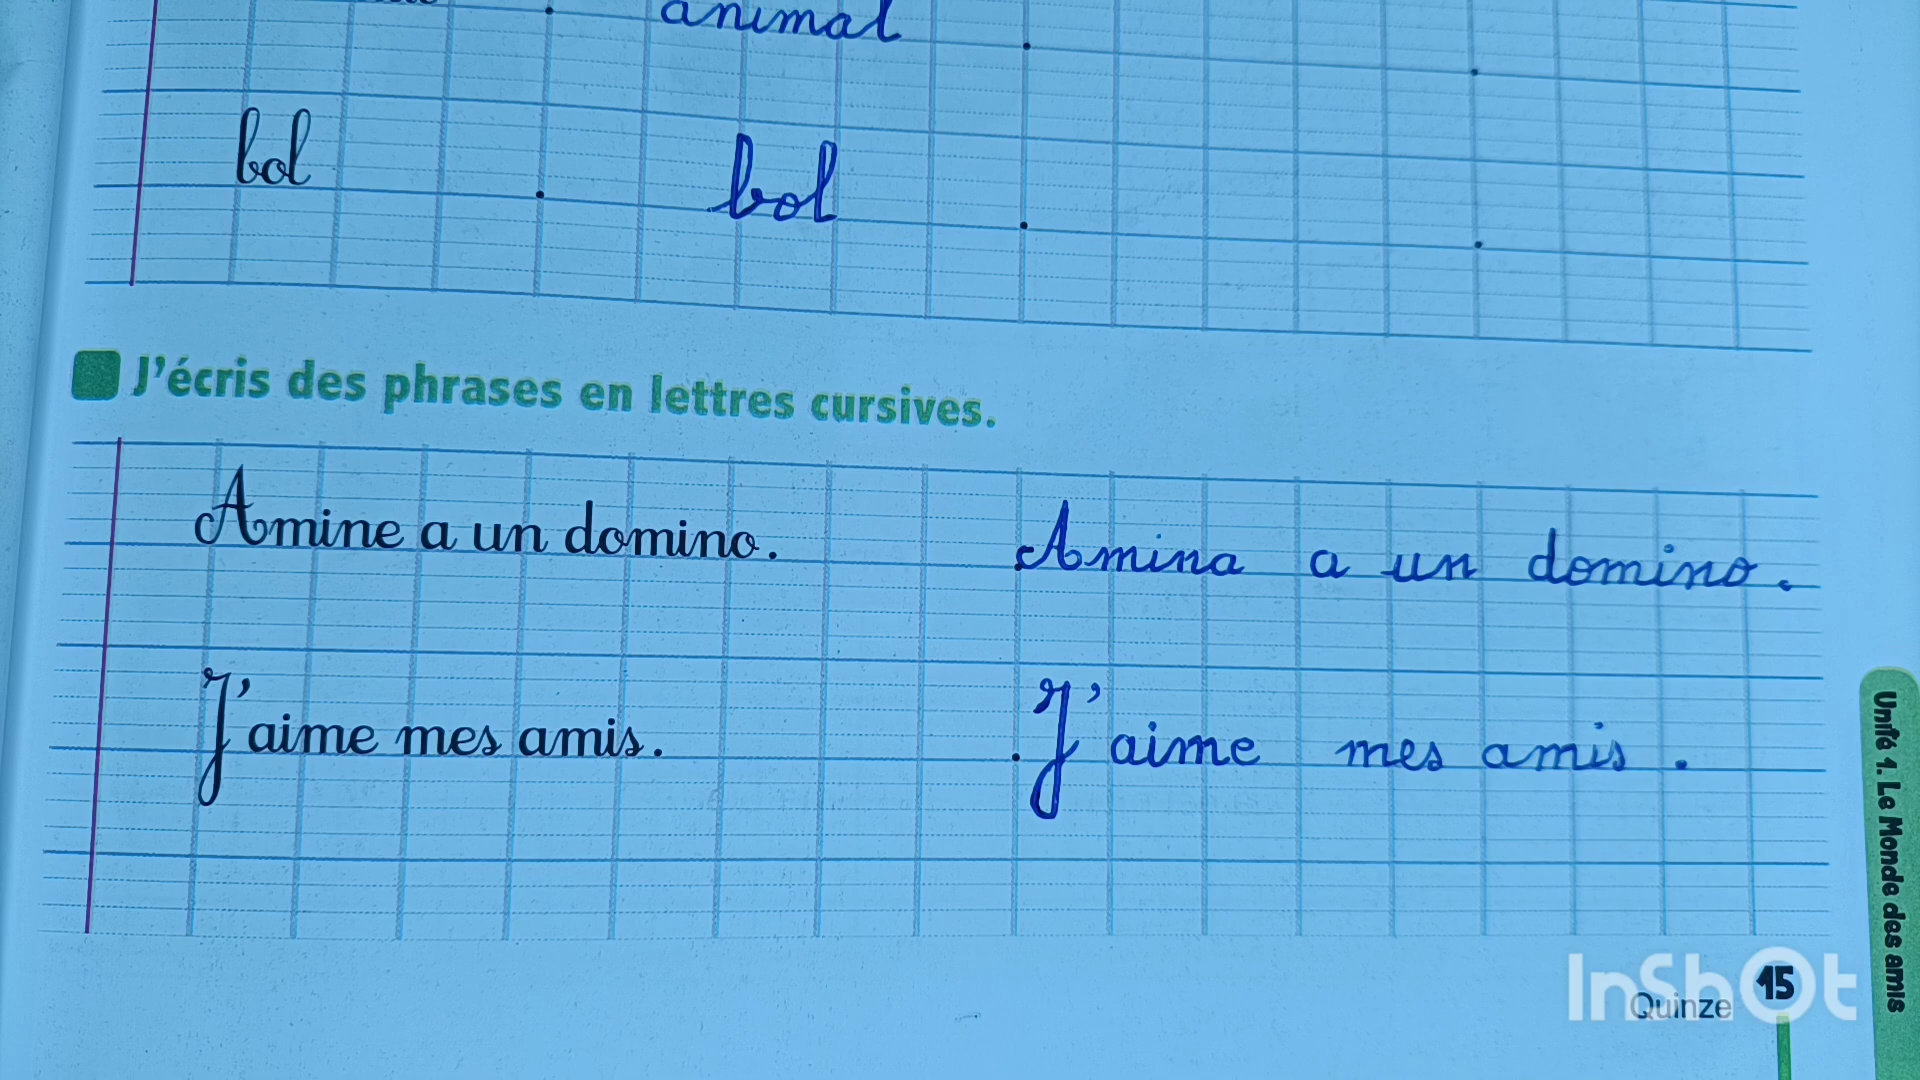 animal
bol bol
J'écris des phrases en lettres cursives.
Amine a un domino. Amina a un domino.
J'aime mes amis. J'aime mes amis.
Unité 1. Le Monde des amis
InShOt
Quinze 15